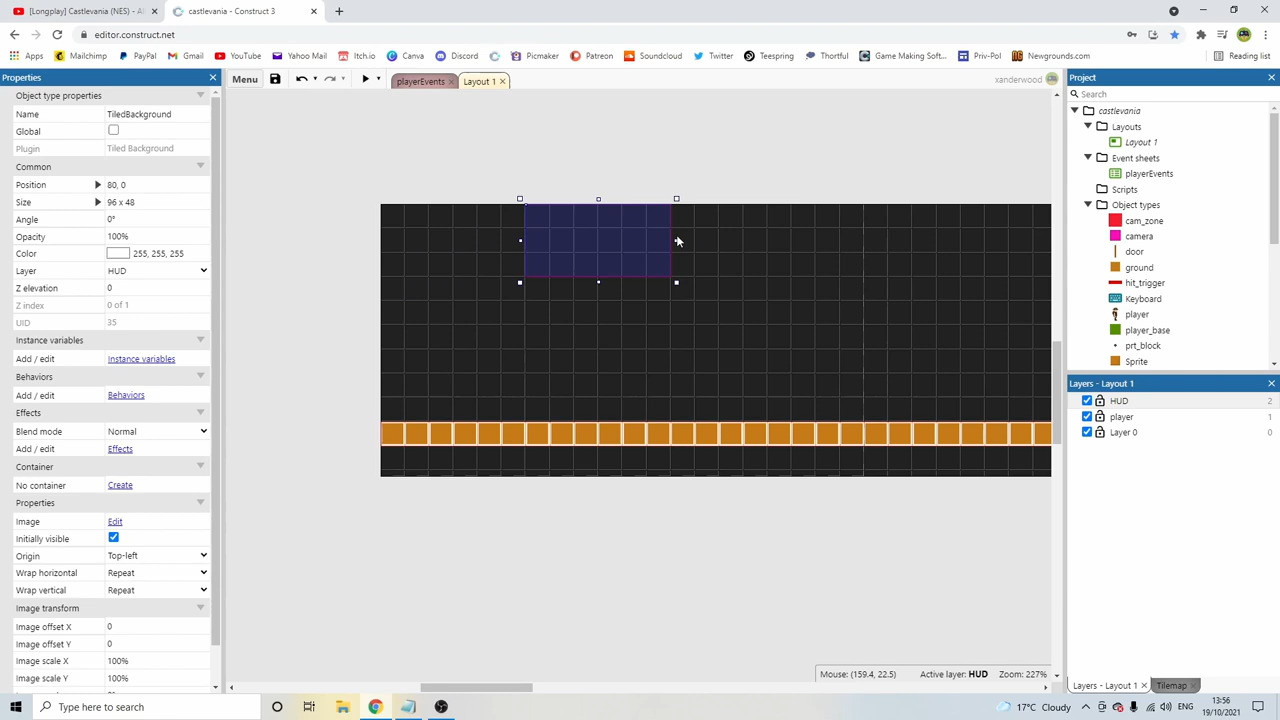 [Longplay] Castlevania (NES) - Al
castlevania - Construct 3
editor.construct.net
Apps Mailchimp PayPal Gmail YouTube Yahoo Mail Itch.io Canva Discord Picmaker Patreon Soundcloud Twitter Teespring Thortful Game Making Soft... Priv-Pol Newgrounds.com Reading list
Properties Menu playerEvents Layout 1 xanderwood Project
Object type properties
Search
Name TiledBackground
castlevania
Global
Layouts
Plugin Tiled Background
Layout 1
Common
Event sheets
Position 80, 0
playerEvents
Size 96 x 48
Scripts
Angle 0°
Object types
Opacity 100%
cam_zone
Color 255, 255, 255
camera
Layer HUD
door
Z elevation 0
ground
Z index 0 of 1
hit_trigger
UID 35
Keyboard
Instance variables
player
Add / edit Instance variables
player_base
Behaviors
prt_block
Add / edit Behaviors
Sprite
Effects
Layers - Layout 1
Blend mode Normal
HUD 2
Add / edit Effects
player 1
Container
Layer 0 0
No container Create
Properties
Image Edit
Initially visible
Origin Top-left
Wrap horizontal Repeat
Wrap vertical Repeat
Image transform
Image offset X 0
Image offset Y 0
Image scale X 100%
Image scale Y 100%
Mouse: (159.4, 22.5) Active layer: HUD Zoom: 227%
Layers - Layout 1 Tilemap
Type here to search
17°C Cloudy
ENG
13:56
19/10/2021